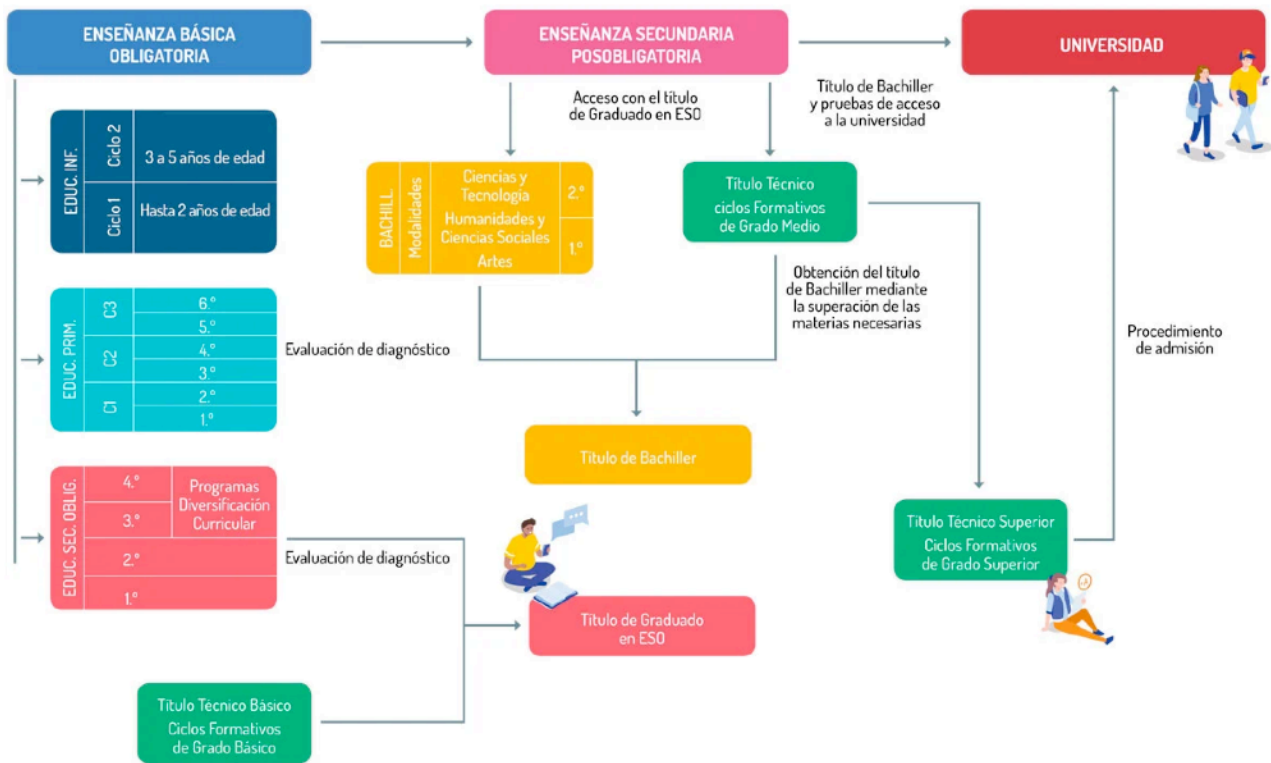 ENSEÑANZA BÁSICA
OBLIGATORIA
ENSEÑANZA SECUNDARIA
POSOBLIGATORIA
UNIVERSIDAD
Acceso con el título
de Graduado en ESO
Título de Bachiller
y pruebas de acceso
a la universidad
EDUC. INF.
Ciclo 2
3 a 5 años de edad
Ciclo 1
Hasta 2 años de edad
BACHILL.
Modalidades
Ciencias y
Tecnología
Humanidades y
Ciencias Sociales
Artes
2.º
1.º
Título Técnico
ciclos Formativos
de Grado Medio
Obtención del título
de Bachiller mediante
la superación de las
materias necesarias
Procedimiento
de admisión
EDUC. PRIM.
C3
6.º
5.º
C2
4.º
3.º
C1
2.º
1.º
Evaluación de diagnóstico
Título de Bachiller
EDUC. SEC. OBLIG.
4.º
3.º
Programas
Diversificación
Curricular
2.º
1.º
Evaluación de diagnóstico
Título Técnico Superior
Ciclos Formativos
de Grado Superior
Título de Graduado
en ESO
Título Técnico Básico
Ciclos Formativos
de Grado Básico